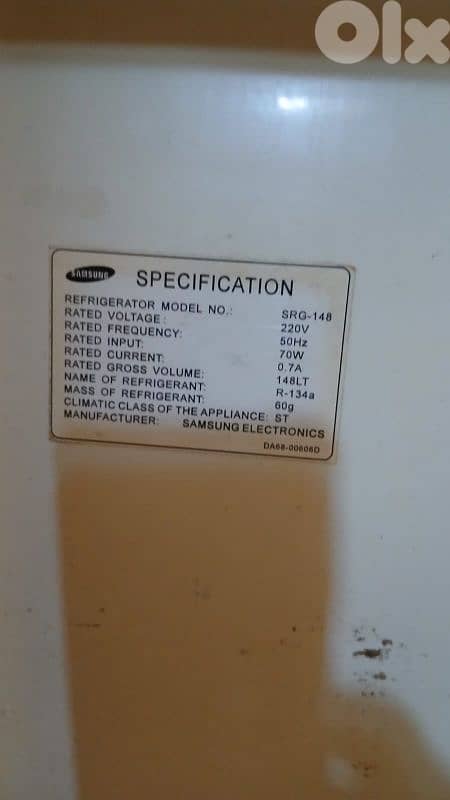 OLX
SAMSUNG
SPECIFICATION
REFRIGERATOR MODEL NO.: SRG-148
RATED VOLTAGE: 220V
RATED FREQUENCY: 50Hz
RATED INPUT: 70W
RATED CURRENT: 0.7A
RATED GROSS VOLUME: 148LT
NAME OF REFRIGERANT: R-134a
MASS OF REFRIGERANT: 60g
CLIMATIC CLASS OF THE APPLIANCE: ST
MANUFACTURER: SAMSUNG ELECTRONICS
DA68-00606D